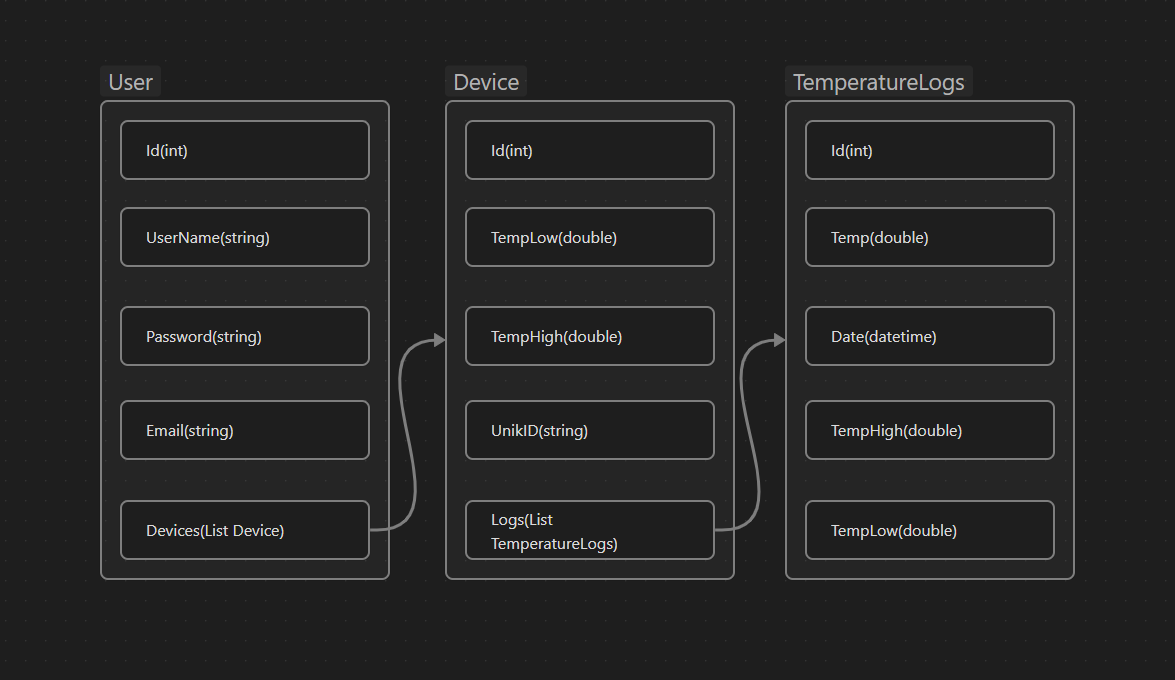 User
Id(int)
UserName(string)
Password(string)
Email(string)
Devices(List Device)
Device
Id(int)
TempLow(double)
TempHigh(double)
UnikID(string)
Logs(List
TemperatureLogs)
TemperatureLogs
Id(int)
Temp(double)
Date(datetime)
TempHigh(double)
TempLow(double)